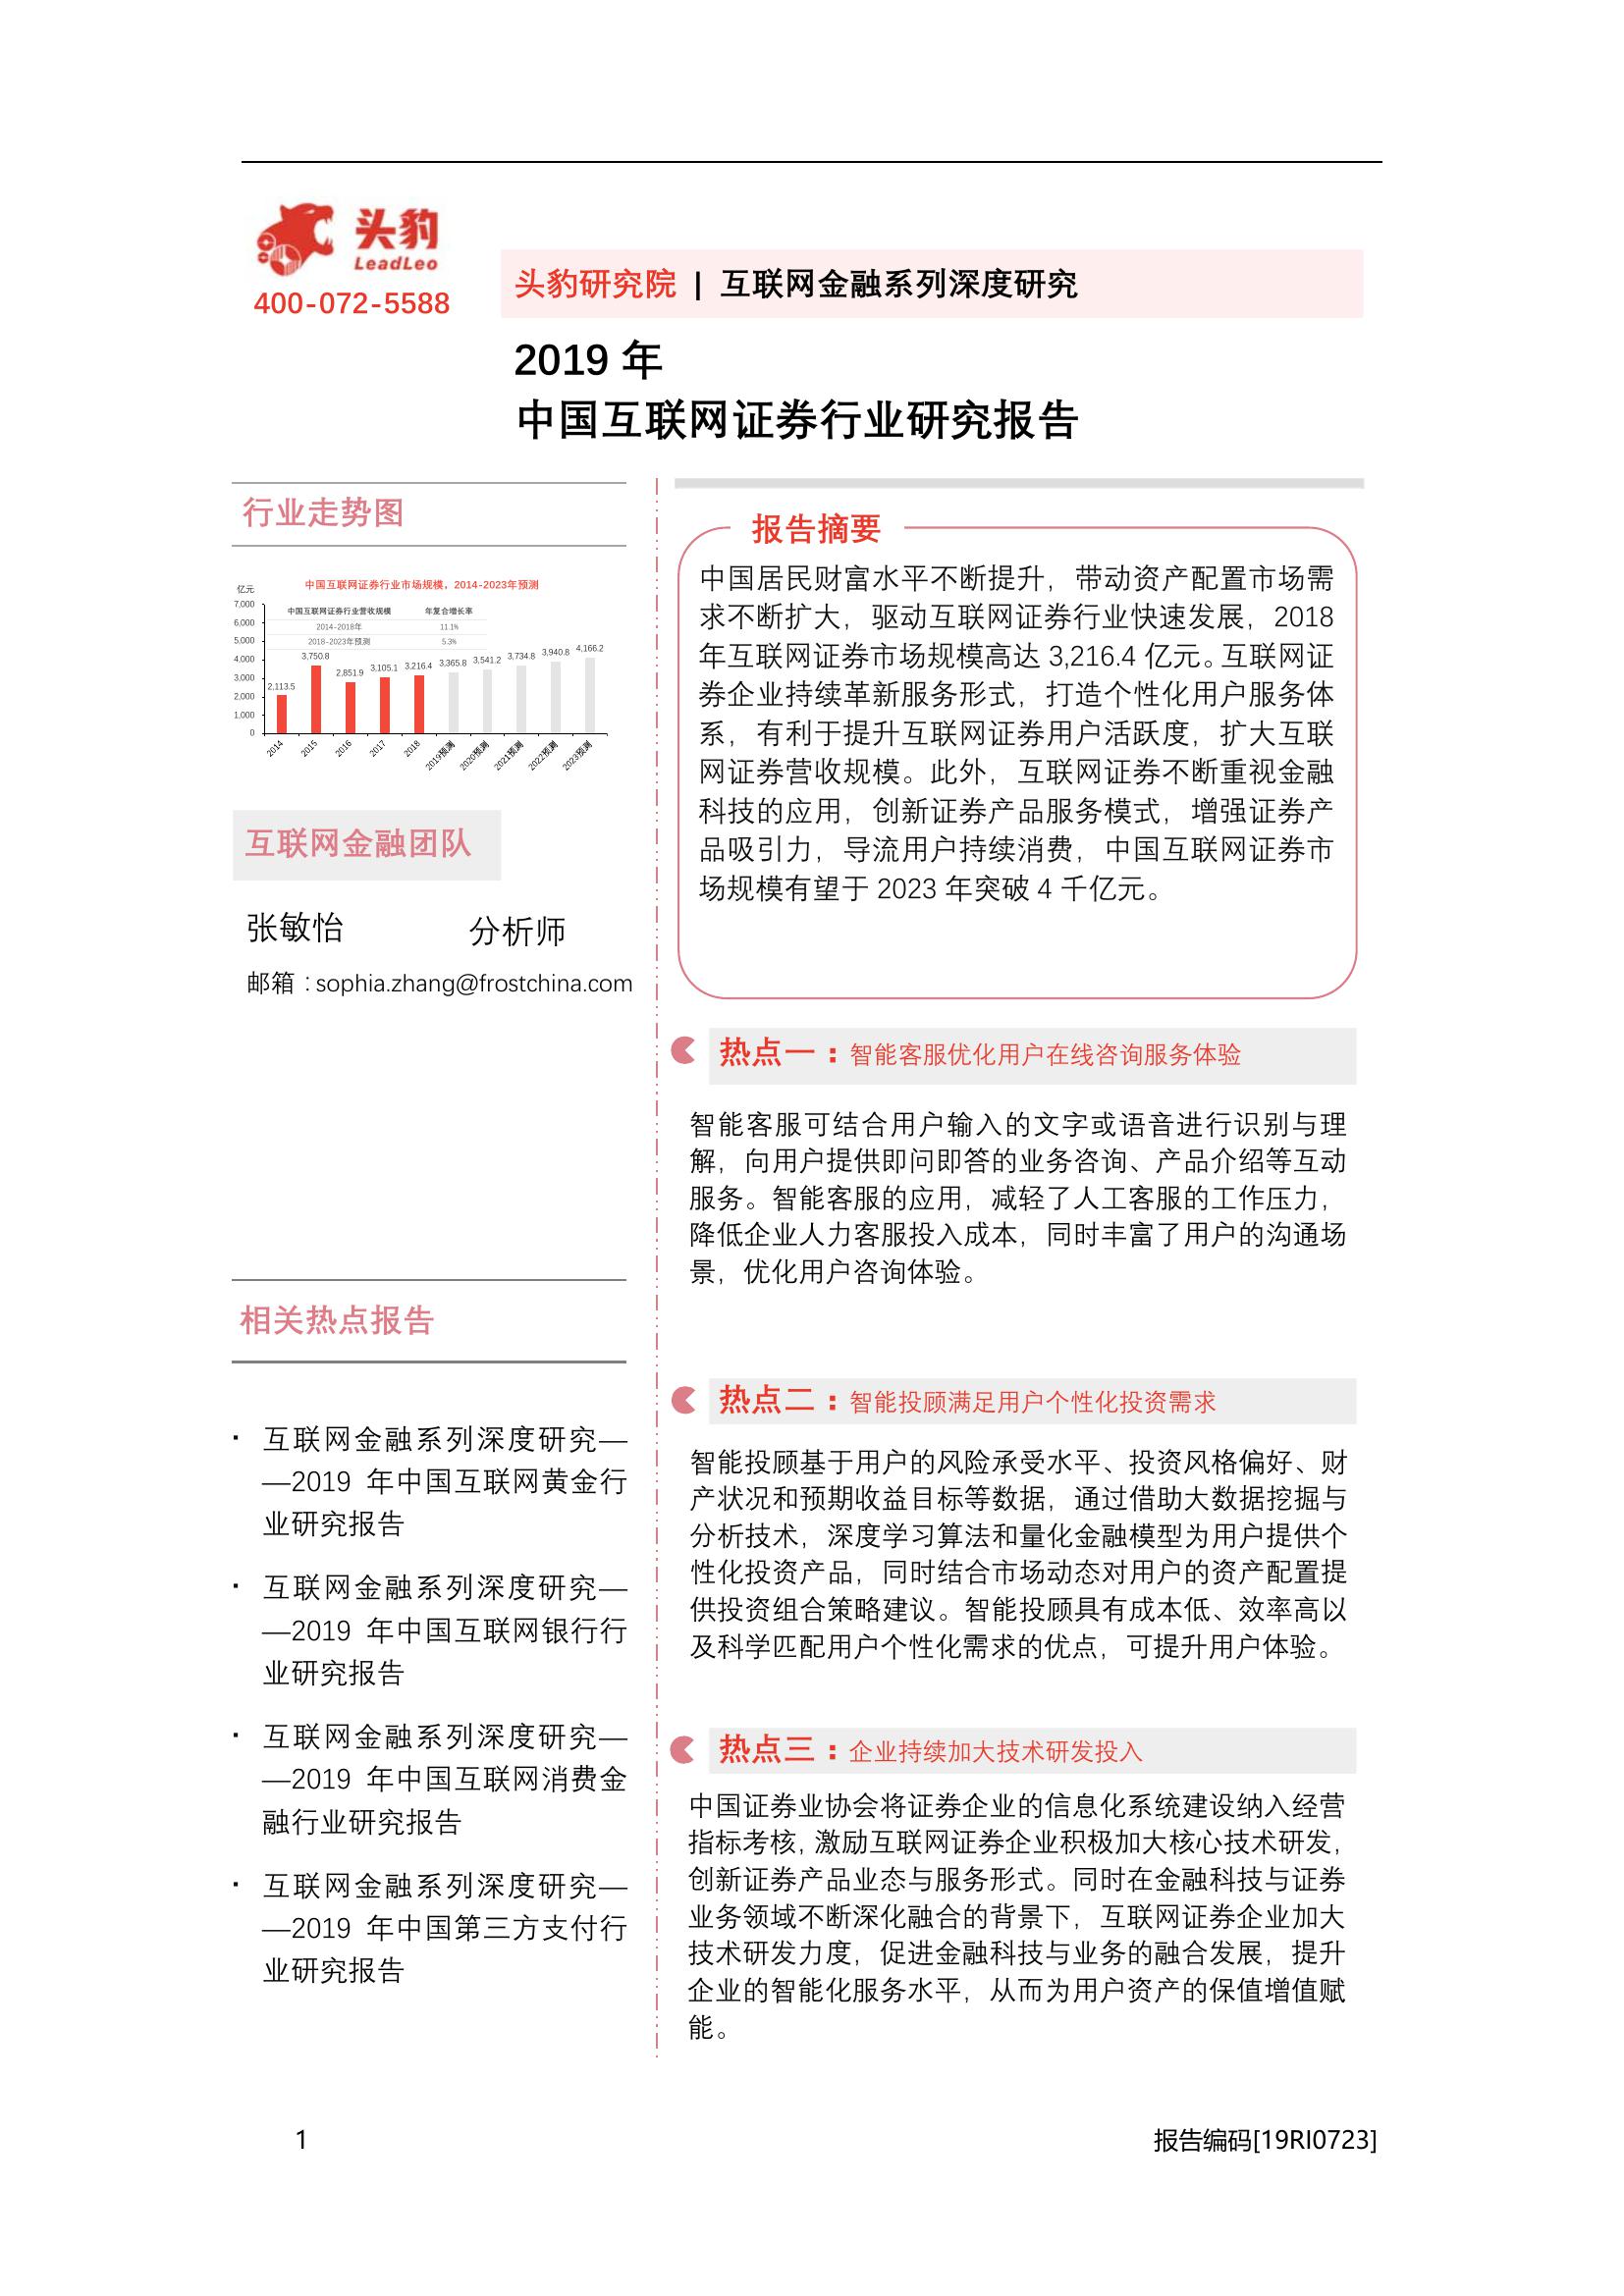 头豹
LeadLeo
400-072-5588
头豹研究院 | 互联网金融系列深度研究
2019 年
中国互联网证券行业研究报告
行业走势图
中国互联网证券行业市场规模，2014-2023年预测
亿元
中国互联网证券行业营收规模 年复合增长率
2014-2018年 11.1%
2018-2023年预测 5.3%
7,000
6,000
5,000
4,000
3,000
2,000
1,000
0
2,113.5 3,750.8 2,851.9 3,105.1 3,216.4 3,365.8 3,541.2 3,734.8 3,940.8 4,166.2
2014 2015 2016 2017 2018 2019预测 2020预测 2021预测 2022预测 2023预测
互联网金融团队
张敏怡 分析师
邮箱：sophia.zhang@frostchina.com
相关热点报告
· 互联网金融系列深度研究—
—2019 年中国互联网黄金行
业研究报告
· 互联网金融系列深度研究—
—2019 年中国互联网银行行
业研究报告
· 互联网金融系列深度研究—
—2019 年中国互联网消费金
融行业研究报告
· 互联网金融系列深度研究—
—2019 年中国第三方支付行
业研究报告
报告摘要
中国居民财富水平不断提升，带动资产配置市场需
求不断扩大，驱动互联网证券行业快速发展，2018
年互联网证券市场规模高达 3,216.4 亿元。互联网证
券企业持续革新服务形式，打造个性化用户服务体
系，有利于提升互联网证券用户活跃度，扩大互联
网证券营收规模。此外，互联网证券不断重视金融
科技的应用，创新证券产品服务模式，增强证券产
品吸引力，导流用户持续消费，中国互联网证券市
场规模有望于 2023 年突破 4 千亿元。
热点一：智能客服优化用户在线咨询服务体验
智能客服可结合用户输入的文字或语音进行识别与理
解，向用户提供即问即答的业务咨询、产品介绍等互动
服务。智能客服的应用，减轻了人工客服的工作压力，
降低企业人力客服投入成本，同时丰富了用户的沟通场
景，优化用户咨询体验。
热点二：智能投顾满足用户个性化投资需求
智能投顾基于用户的风险承受水平、投资风格偏好、财
产状况和预期收益目标等数据，通过借助大数据挖掘与
分析技术，深度学习算法和量化金融模型为用户提供个
性化投资产品，同时结合市场动态对用户的资产配置提
供投资组合策略建议。智能投顾具有成本低、效率高以
及科学匹配用户个性化需求的优点，可提升用户体验。
热点三：企业持续加大技术研发投入
中国证券业协会将证券企业的信息化系统建设纳入经营
指标考核，激励互联网证券企业积极加大核心技术研发，
创新证券产品业态与服务形式。同时在金融科技与证券
业务领域不断深化融合的背景下，互联网证券企业加大
技术研发力度，促进金融科技与业务的融合发展，提升
企业的智能化服务水平，从而为用户资产的保值增值赋
能。
1 报告编码[19RI0723]